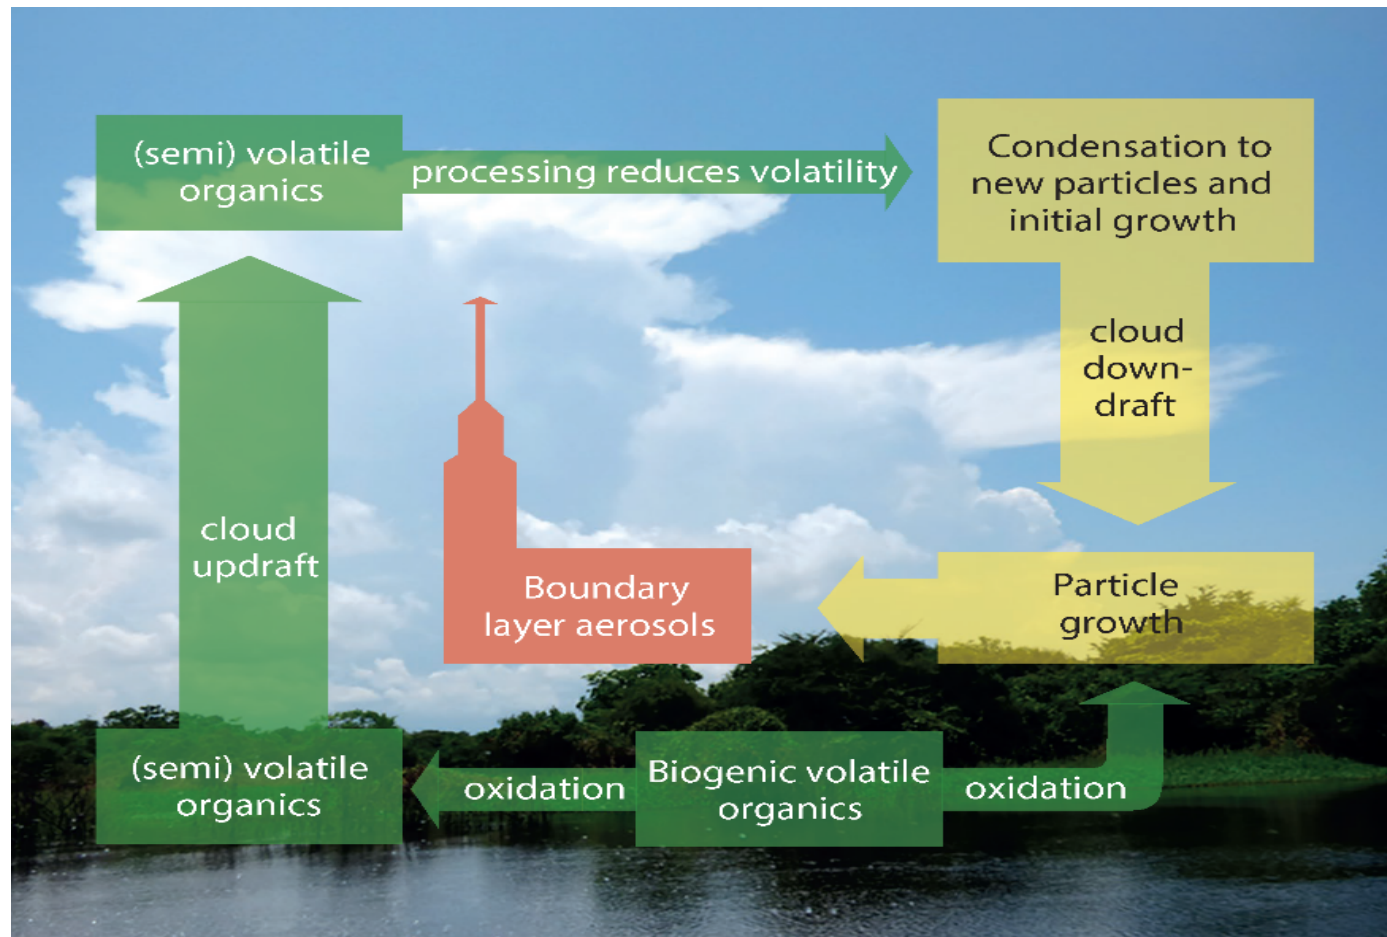 (semi) volatile
organics
processing reduces volatility
Condensation to
new particles and
initial growth
cloud
down-
draft
cloud
updraft
Boundary
layer aerosols
Particle
growth
(semi) volatile
organics
oxidation
Biogenic volatile
organics
oxidation